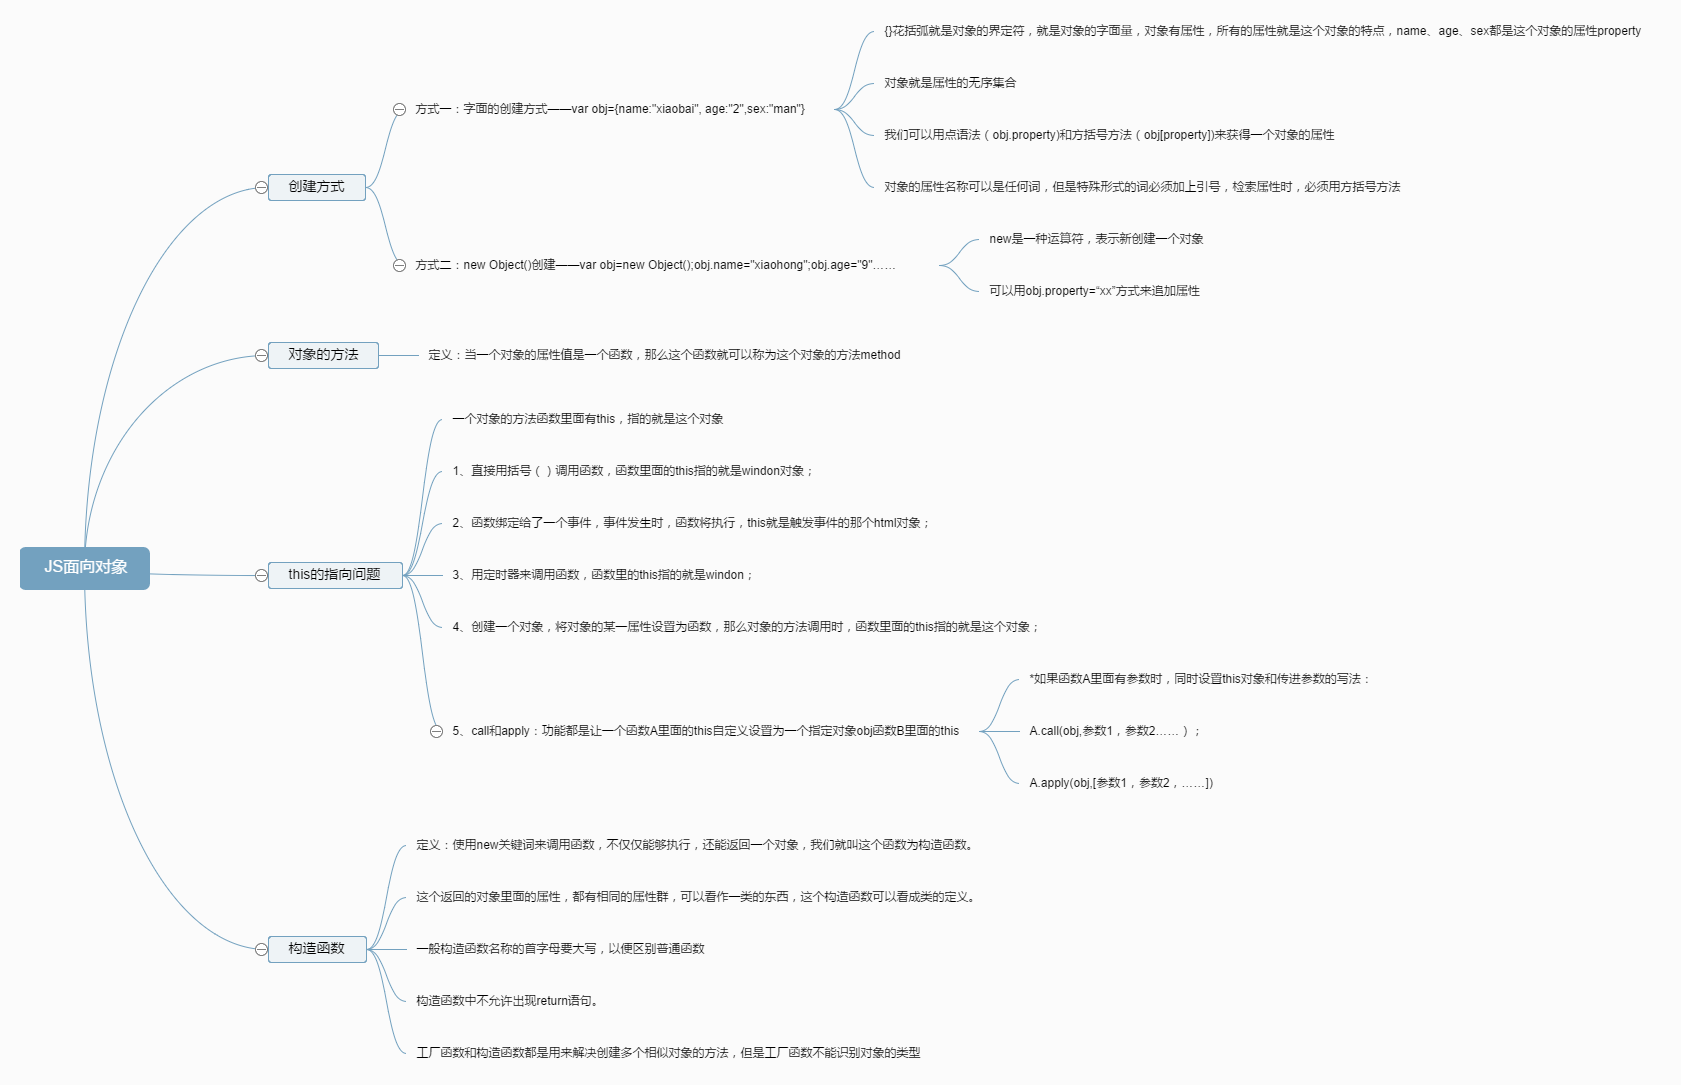 JS面向对象
创建方式
方式一：字面的创建方式——var obj={name:"xiaobai", age:"2",sex:"man"}
{}花括弧就是对象的界定符，就是对象的字面量，对象有属性，所有的属性就是这个对象的特点，name、age、sex都是这个对象的属性property
对象就是属性的无序集合
我们可以用点语法（obj.property)和方括号方法（obj[property])来获得一个对象的属性
对象的属性名称可以是任何词，但是特殊形式的词必须加上引号，检索属性时，必须用方括号方法
方式二：new Object()创建——var obj=new Object();obj.name="xiaohong";obj.age="9"……
new是一种运算符，表示新创建一个对象
可以用obj.property=“xx”方式来追加属性
对象的方法
定义：当一个对象的属性值是一个函数，那么这个函数就可以称为这个对象的方法method
this的指向问题
一个对象的方法函数里面有this，指的就是这个对象
1、直接用括号（ ）调用函数，函数里面的this指的就是windon对象；
2、函数绑定给了一个事件，事件发生时，函数将执行，this就是触发事件的那个html对象；
3、用定时器来调用函数，函数里的this指的就是windon；
4、创建一个对象，将对象的某一属性设置为函数，那么对象的方法调用时，函数里面的this指的就是这个对象；
5、call和apply：功能都是让一个函数A里面的this自定义设置为一个指定对象obj函数B里面的this
*如果函数A里面有参数时，同时设置this对象和传进参数的写法：
A.call(obj,参数1，参数2……）；
A.apply(obj,[参数1，参数2，……])
构造函数
定义：使用new关键词来调用函数，不仅仅能够执行，还能返回一个对象，我们就叫这个函数为构造函数。
这个返回的对象里面的属性，都有相同的属性群，可以看作一类的东西，这个构造函数可以看成类的定义。
一般构造函数名称的首字母要大写，以便区别普通函数
构造函数中不允许出现return语句。
工厂函数和构造函数都是用来解决创建多个相似对象的方法，但是工厂函数不能识别对象的类型